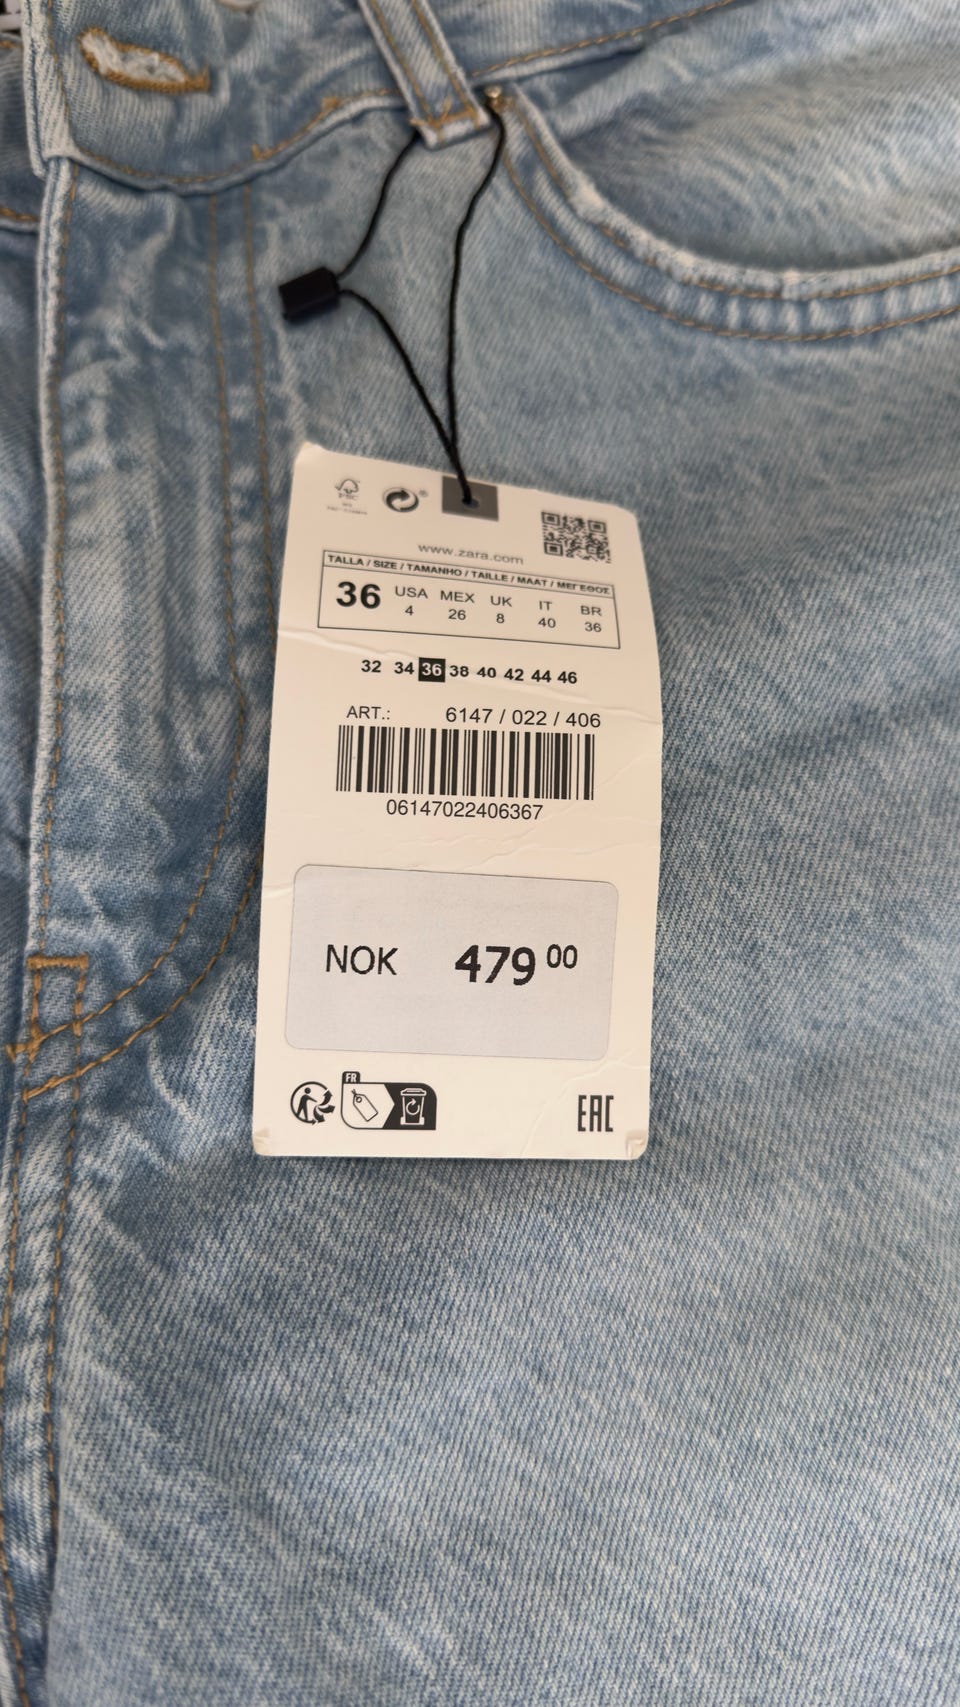 FSC
®
www.zara.com
TALLA / SIZE / TAMANHO / TAILLE / MAAT / ΜΕΓΕΘΟΣ
36 USA MEX UK IT BR
4 26 8 40 36
32 34 36 38 40 42 44 46
ART.: 6147 / 022 / 406
06147022406367
NOK 479 00
FR
EAC